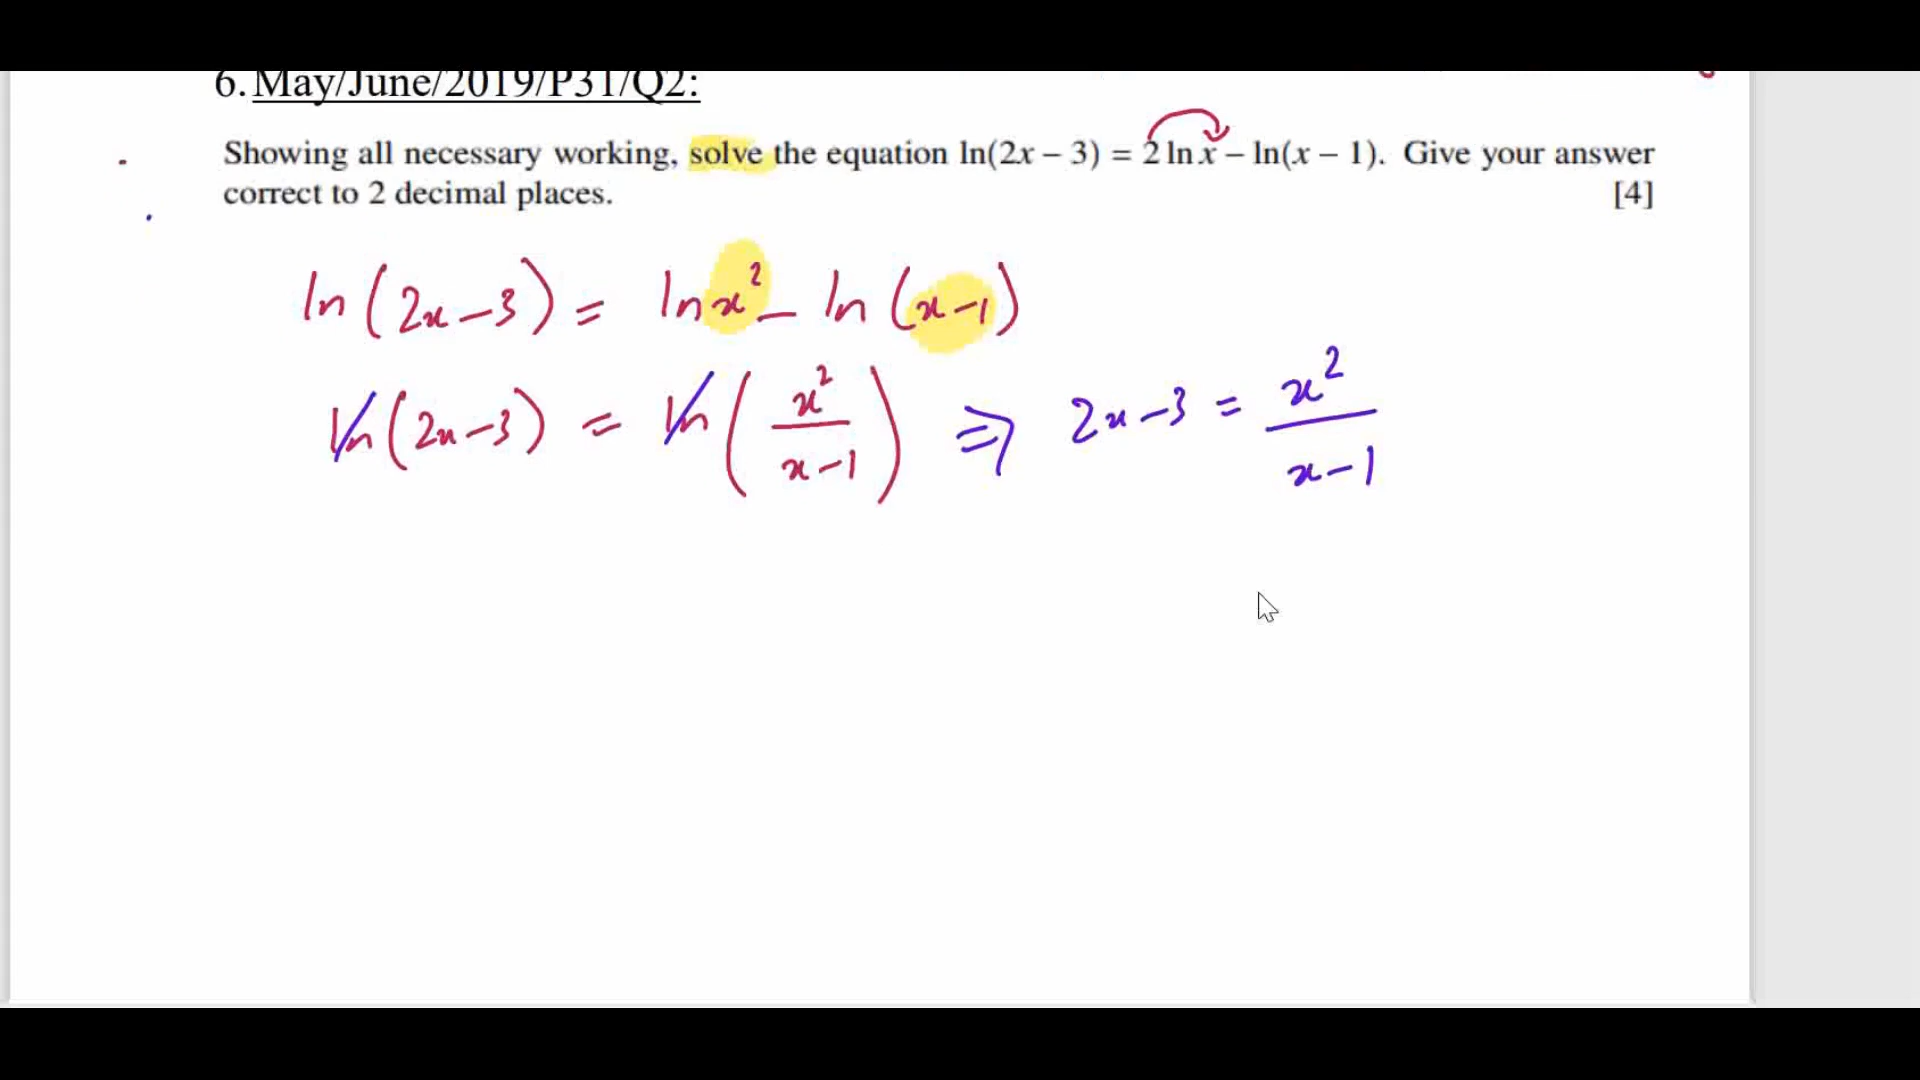 6. May/June/2019/P31/Q2:
Showing all necessary working, solve the equation ln(2x – 3) = 2 ln x – ln(x – 1). Give your answer
correct to 2 decimal places. [4]
ln (2x – 3) = ln x² – ln (x – 1)
ln (2x – 3) = ln (x² / (x – 1)) ⇒ 2x – 3 = x² / (x – 1)